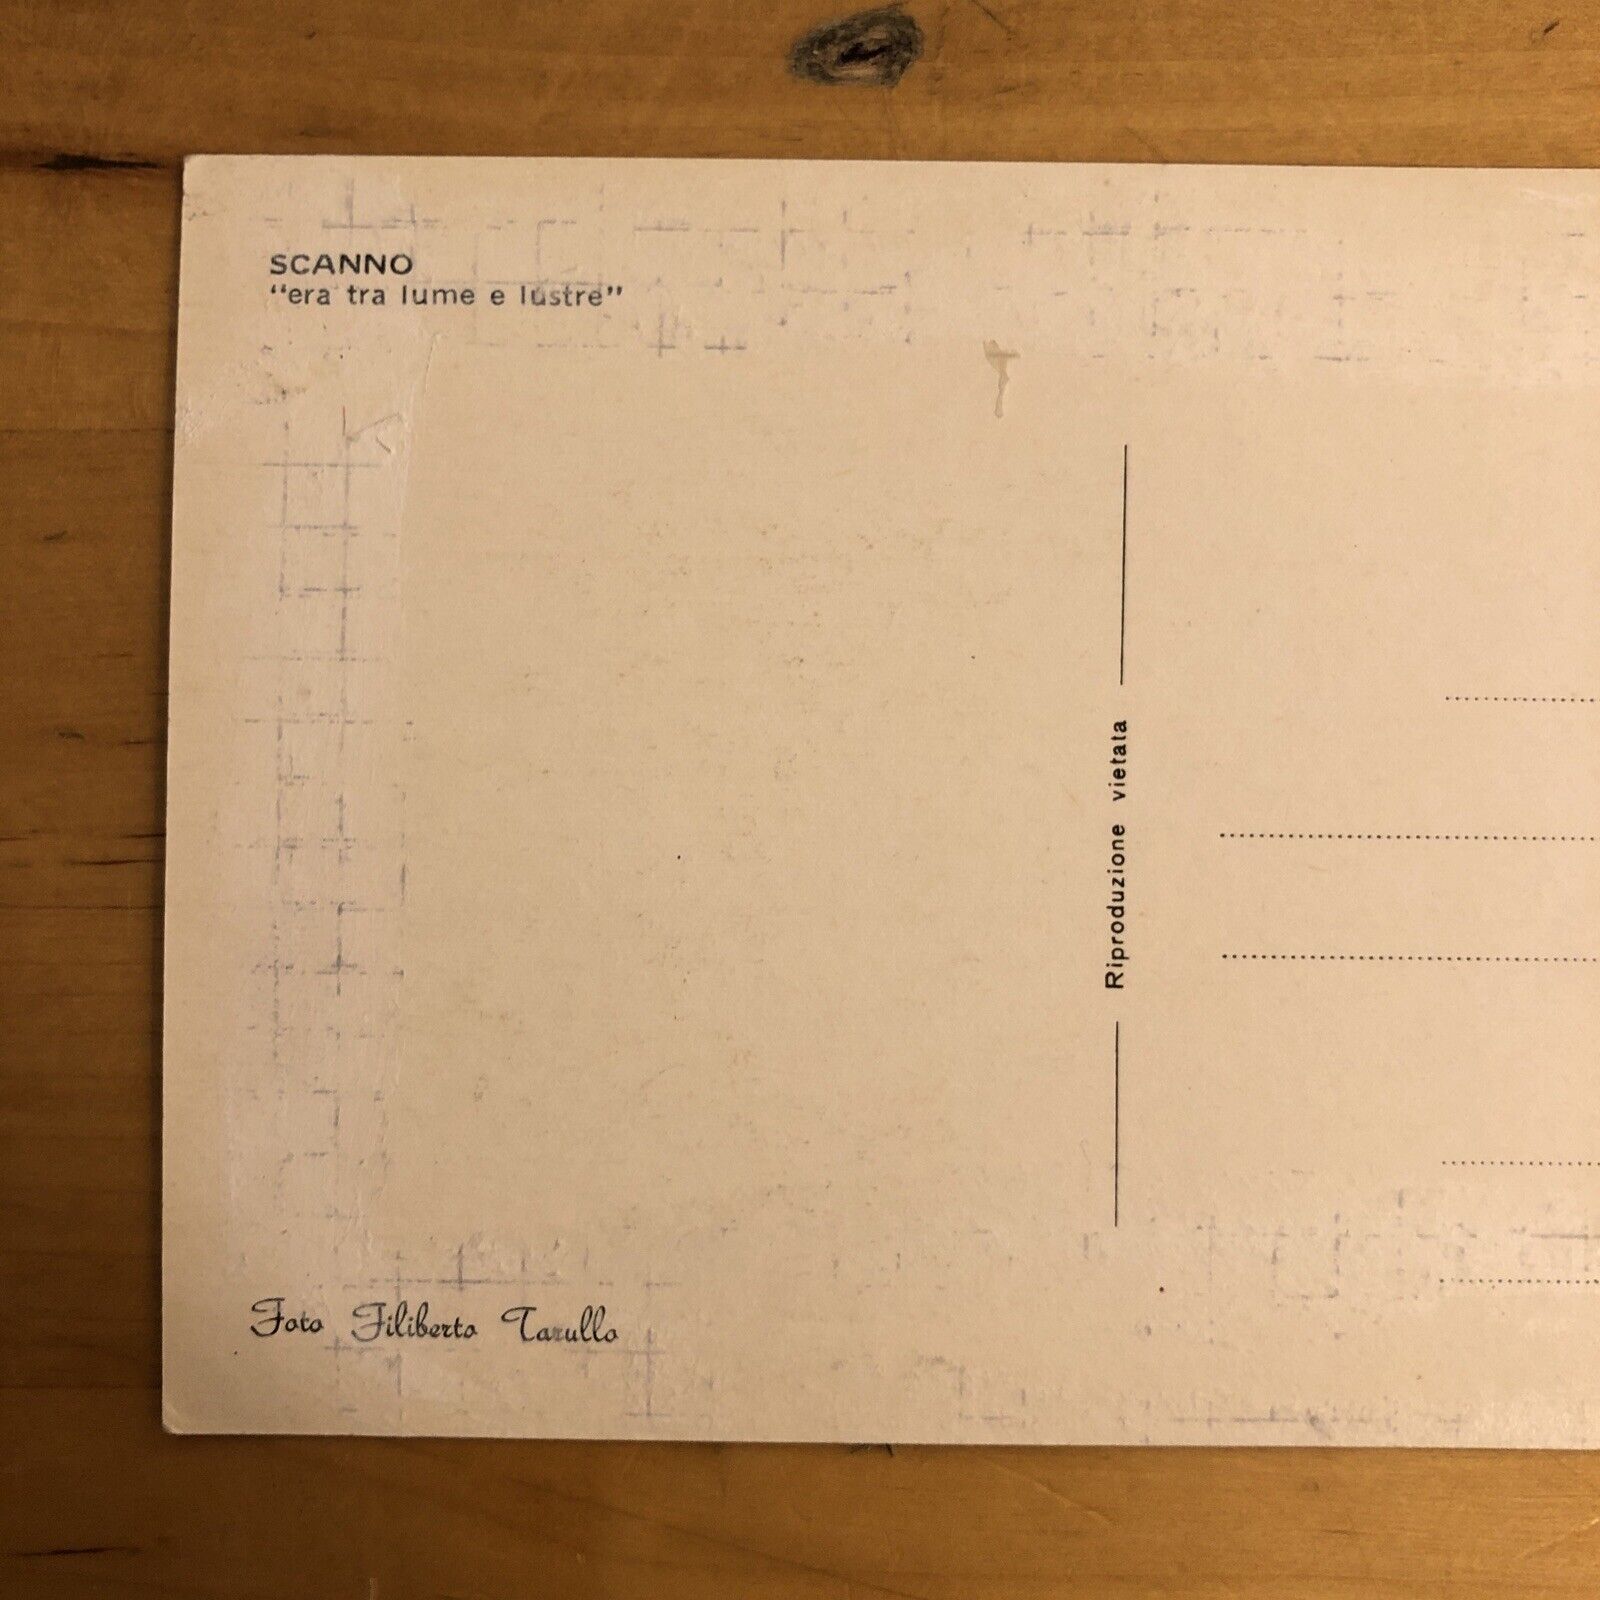 SCANNO
“era tra lume e lustre”
Riproduzione vietata
Foto Filiberto Tarullo